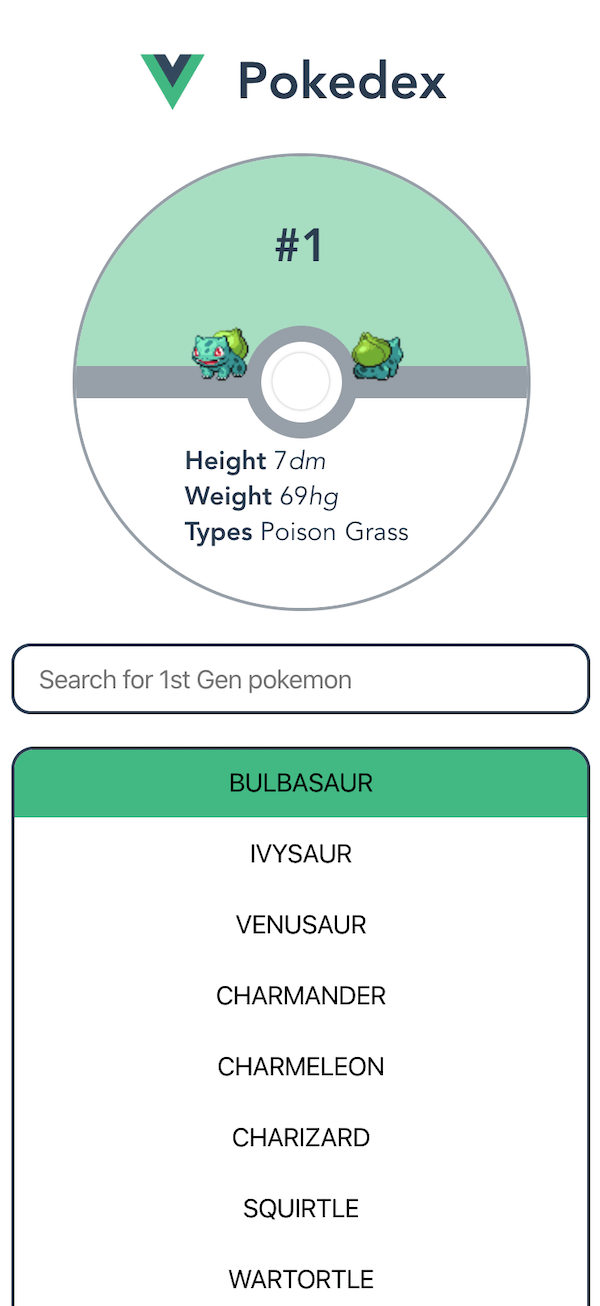 Pokedex
#1
Height 7dm
Weight 69hg
Types Poison Grass
Search for 1st Gen pokemon
BULBASAUR
IVYSAUR
VENUSAUR
CHARMANDER
CHARMELEON
CHARIZARD
SQUIRTLE
WARTORTLE